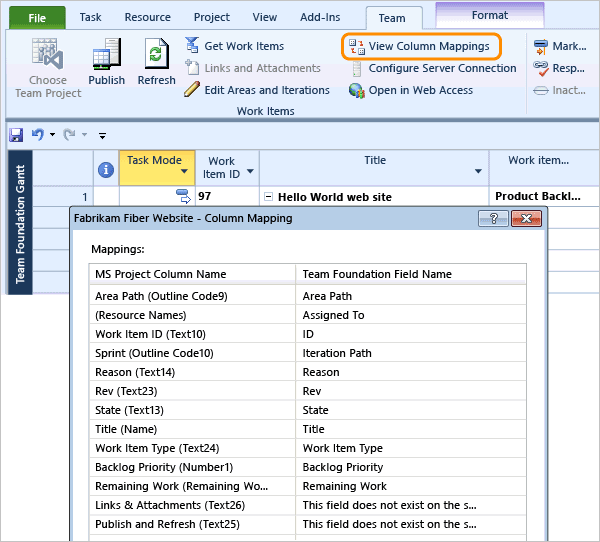 File Task Resource Project View Add-Ins Team Format
Choose Team Project
Publish
Refresh
Get Work Items
Links and Attachments
Edit Areas and Iterations
View Column Mappings
Configure Server Connection
Open in Web Access
Mark...
Resp...
Inact...
Work Items
Team Foundation Gantt
Task Mode Work Item ID Title Work item...
1 97 Hello World web site Product Backl...
Fabrikam Fiber Website - Column Mapping ?
Mappings:
MS Project Column Name Team Foundation Field Name
Area Path (Outline Code9) Area Path
(Resource Names) Assigned To
Work Item ID (Text10) ID
Sprint (Outline Code10) Iteration Path
Reason (Text14) Reason
Rev (Text23) Rev
State (Text13) State
Title (Name) Title
Work Item Type (Text24) Work Item Type
Backlog Priority (Number1) Backlog Priority
Remaining Work (Remaining Wo... Remaining Work
Links & Attachments (Text26) This field does not exist on the s...
Publish and Refresh (Text25) This field does not exist on the s...